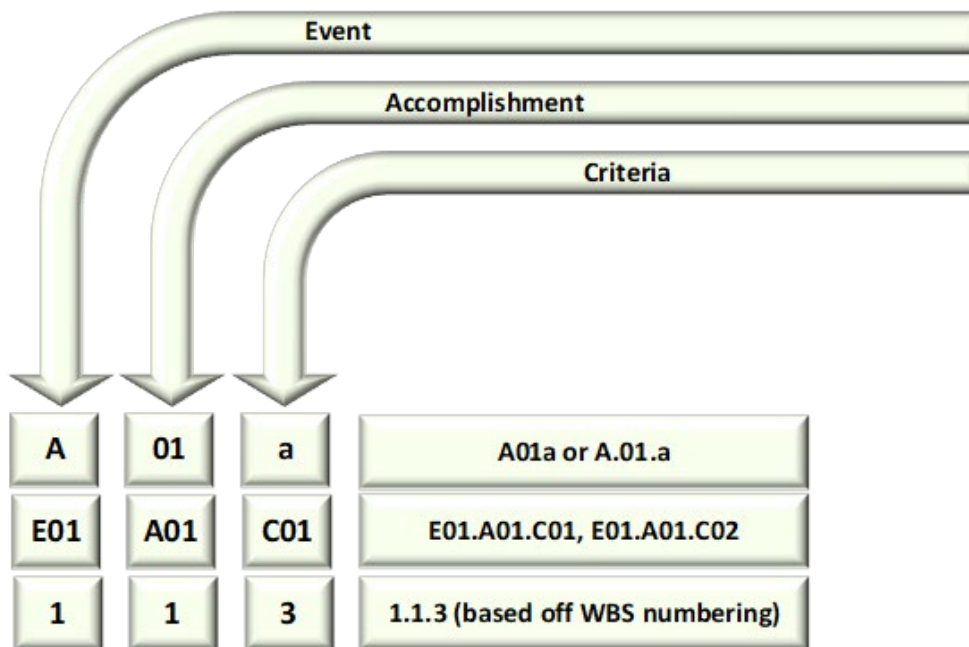 Event
Accomplishment
Criteria
A 01 a A01a or A.01.a
E01 A01 C01 E01.A01.C01, E01.A01.C02
1 1 3 1.1.3 (based off WBS numbering)